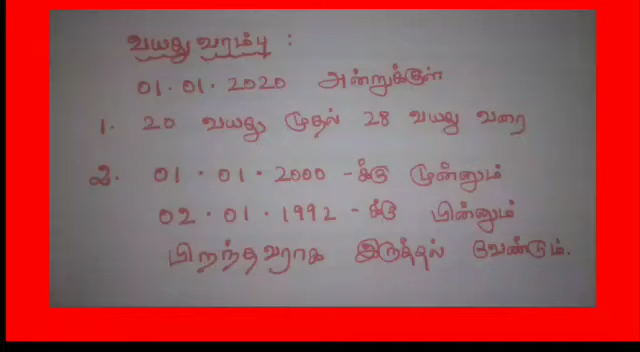 வயது வரம்பு :
01.01.2020 அன்றுக்குள்
1. 20 வயது முதல் 28 வயது வரை
2. 01.01.2000 -க்கு முன்னும்
02.01.1992 -க்கு பின்னும்
பிறந்தவராக இருத்தல் வேண்டும்.